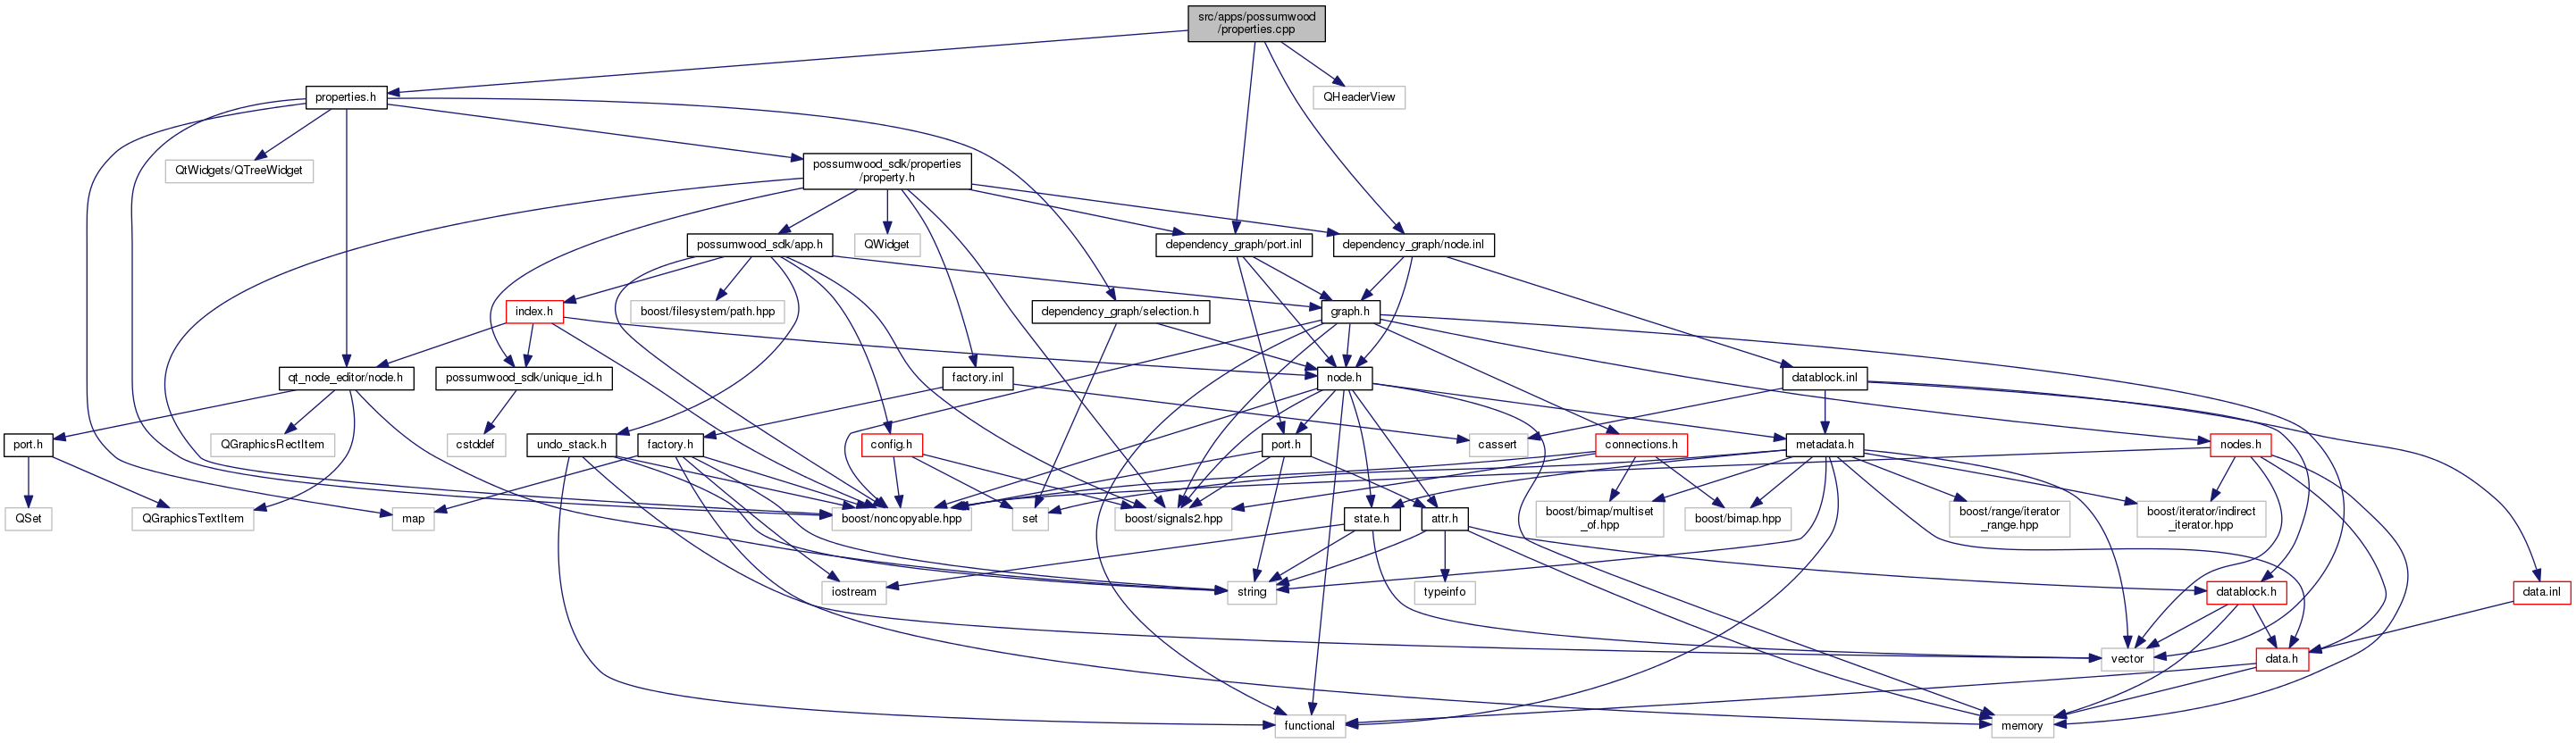 src/apps/possumwood
/properties.cpp
properties.h
QHeaderView
QtWidgets/QTreeWidget
possumwood_sdk/properties
/property.h
possumwood_sdk/app.h
QWidget
dependency_graph/port.inl
dependency_graph/node.inl
index.h
boost/filesystem/path.hpp
dependency_graph/selection.h
graph.h
qt_node_editor/node.h
possumwood_sdk/unique_id.h
factory.inl
node.h
datablock.inl
port.h
QGraphicsRectItem
cstddef
undo_stack.h
factory.h
config.h
port.h
cassert
connections.h
metadata.h
nodes.h
QSet
QGraphicsTextItem
map
boost/noncopyable.hpp
set
boost/signals2.hpp
state.h
attr.h
boost/bimap/multiset
_of.hpp
boost/bimap.hpp
boost/range/iterator
_range.hpp
boost/iterator/indirect
_iterator.hpp
iostream
string
typeinfo
datablock.h
data.inl
vector
data.h
functional
memory